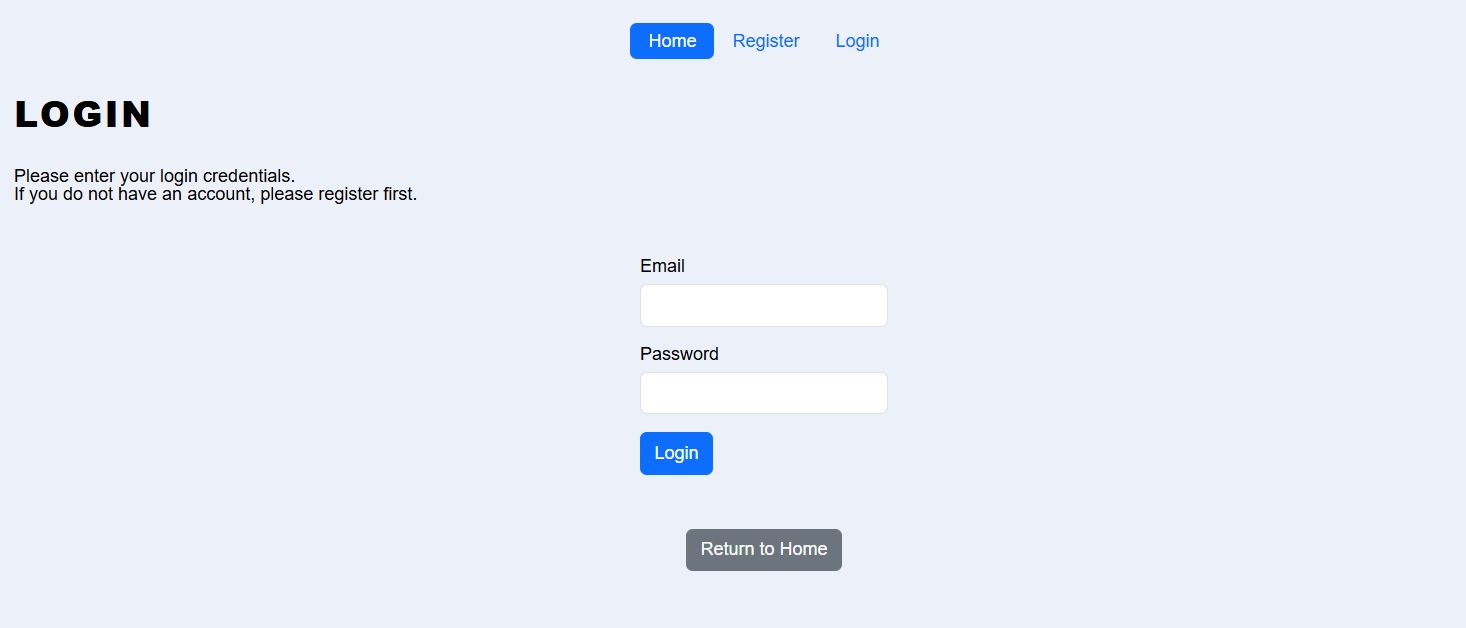 Home Register Login
LOGIN
Please enter your login credentials.
If you do not have an account, please register first.
Email
Password
Login
Return to Home